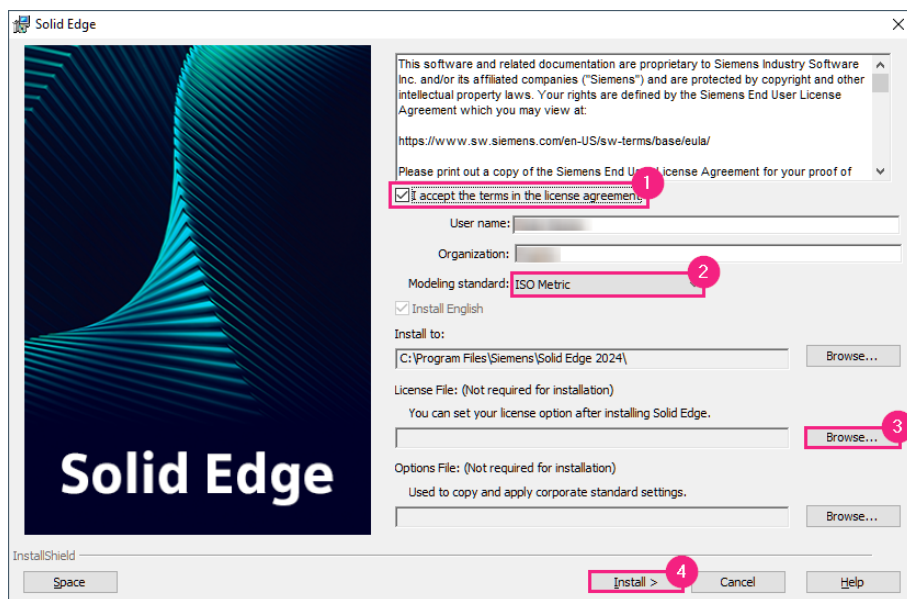 Solid Edge
This software and related documentation are proprietary to Siemens Industry Software
Inc. and/or its affiliated companies ("Siemens") and are protected by copyright and other
intellectual property laws. Your rights are defined by the Siemens End User License
Agreement which you may view at:
https://www.sw.siemens.com/en-US/sw-terms/base/eula/
Please print out a copy of the Siemens End License Agreement for your proof of
1
I accept the terms in the license agreement
User name:
Organization:
2
Modeling standard: ISO Metric
Install English
Install to:
C:\Program Files\Siemens\Solid Edge 2024\ Browse...
License File: (Not required for installation)
You can set your license option after installing Solid Edge.
3
Browse...
Solid Edge
Options File: (Not required for installation)
Used to copy and apply corporate standard settings.
Browse...
InstallShield
4
Space Install > Cancel Help